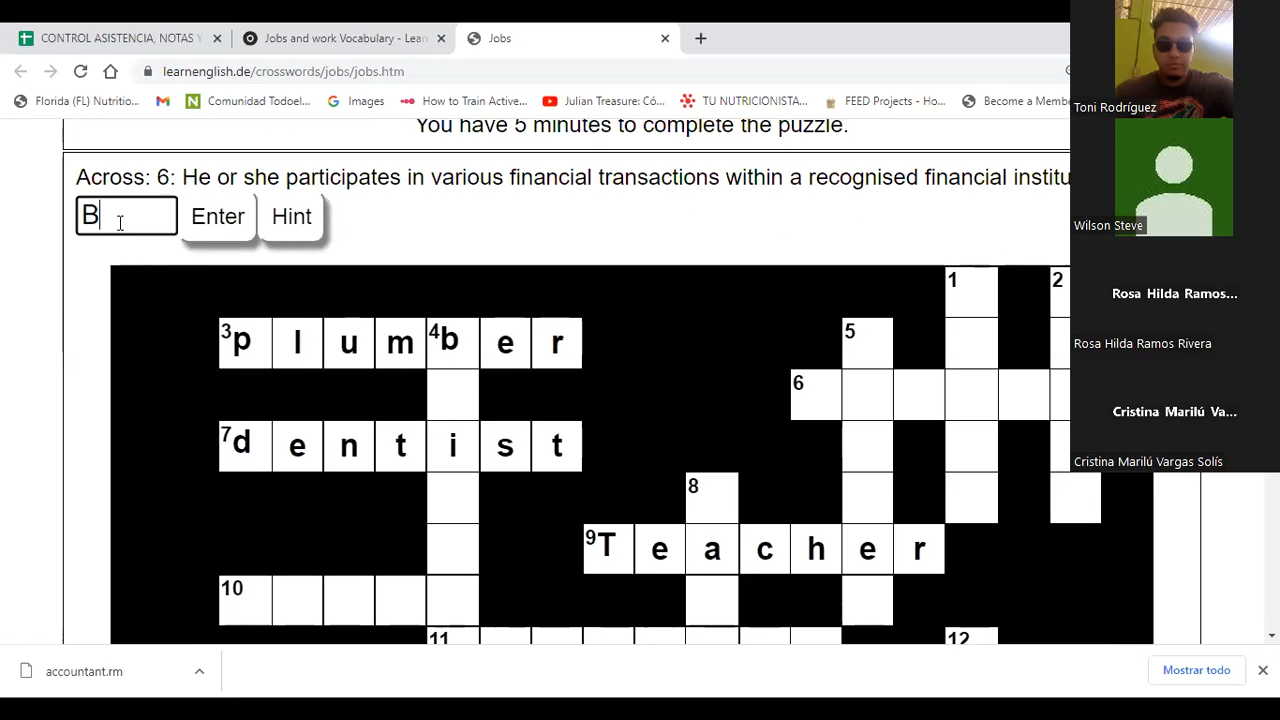 CONTROL ASISTENCIA, NOTAS Y
Jobs and work Vocabulary - Lear
Jobs
learnenglish.de/crosswords/jobs/jobs.htm
Florida (FL) Nutritio...
Comunidad Todoel...
Images
How to Train Active...
Julian Treasure: Có...
TU NUTRICIONISTA...
FEED Projects - Ho...
Become a Membe
You have 5 minutes to complete the puzzle.
Across: 6: He or she participates in various financial transactions within a recognised financial institu
B
Enter
Hint
1
2
3 p l u m 4 b e r
5
6
7 d e n t i s t
8
9 T e a c h e r
10
11
12
accountant.rm
Mostrar todo
Toni Rodríguez
Wilson Steve
Rosa Hilda Ramos...
Rosa Hilda Ramos Rivera
Cristina Marilú Va...
Cristina Marilú Vargas Solís